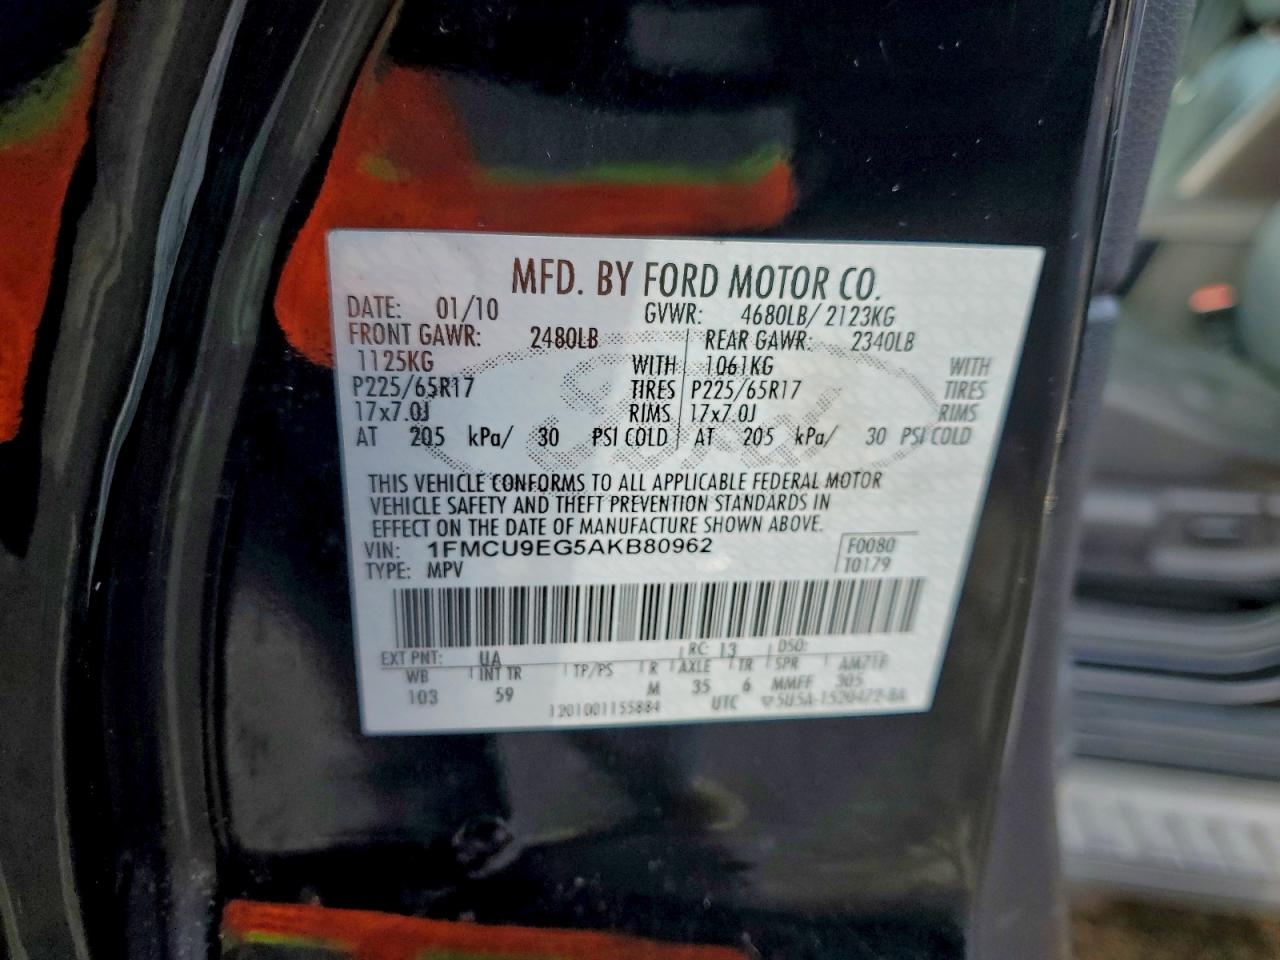 MFD. BY FORD MOTOR CO.
DATE: 01/10 GVWR: 4680LB/ 2123KG
FRONT GAWR: 2480LB REAR GAWR: 2340LB
1125KG WITH 1061KG WITH
P225/65R17 TIRES P225/65R17 TIRES
17x7.0J RIMS 17x7.0J RIMS
AT 205 kPa/ 30 PSI COLD AT 205 kPa/ 30 PSI COLD
THIS VEHICLE CONFORMS TO ALL APPLICABLE FEDERAL MOTOR
VEHICLE SAFETY AND THEFT PREVENTION STANDARDS IN
EFFECT ON THE DATE OF MANUFACTURE SHOWN ABOVE.
VIN: 1FMCU9EG5AKB80962 F0080
TYPE: MPV T0179
EXT PNT: UA RC: 13 DSO:
WB INT TR TP/PS R AXLE TR SPR
103 59 M 35 6 MMFF 305
1201001155884 UTC